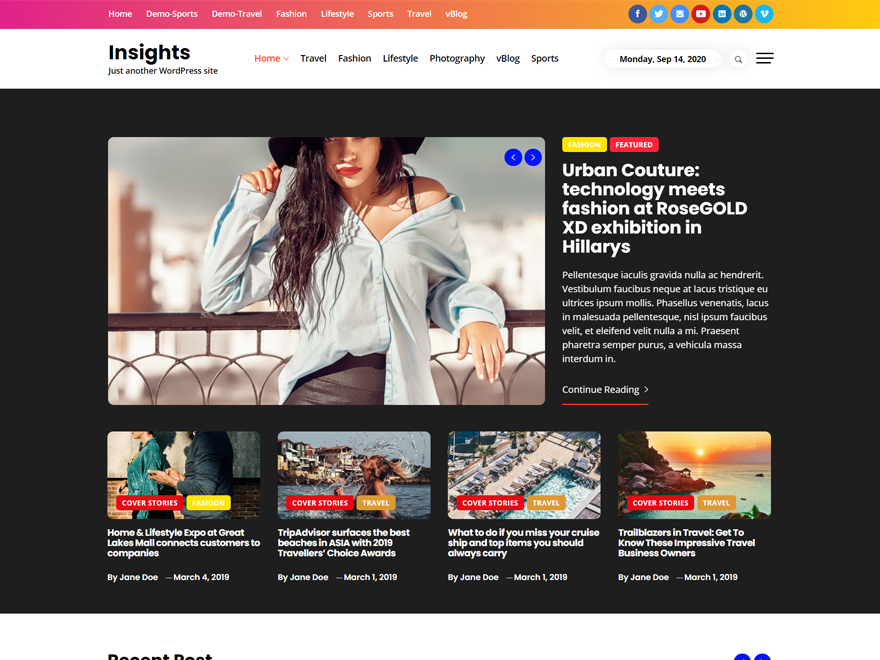 Home Demo-Sports Demo-Travel Fashion Lifestyle Sports Travel vBlog
Insights
Just another WordPress site
Home Travel Fashion Lifestyle Photography vBlog Sports
Monday, Sep 14, 2020
FASHION FEATURED
Urban Couture:
technology meets
fashion at RoseGOLD
XD exhibition in
Hillarys
Pellentesque iaculis gravida nulla ac hendrerit.
Vestibulum faucibus neque at lacus tristique eu
ultrices ipsum mollis. Phasellus venenatis, lacus
in malesuada pellentesque, nisl ipsum faucibus
velit, et eleifend velit nulla a mi. Praesent
pharetra semper purus, a vehicula massa
interdum in.
Continue Reading
COVER STORIES FASHION
Home & Lifestyle Expo at Great
Lakes Mall connects customers to
companies
By Jane Doe — March 4, 2019
COVER STORIES TRAVEL
TripAdvisor surfaces the best
beaches in ASIA with 2019
Travellers’ Choice Awards
By Jane Doe — March 1, 2019
COVER STORIES TRAVEL
What to do if you miss your cruise
ship and top items you should
always carry
By Jane Doe — March 1, 2019
COVER STORIES TRAVEL
Trailblazers in Travel: Get To
Know These Impressive Travel
Business Owners
By Jane Doe — March 1, 2019
Recent Post